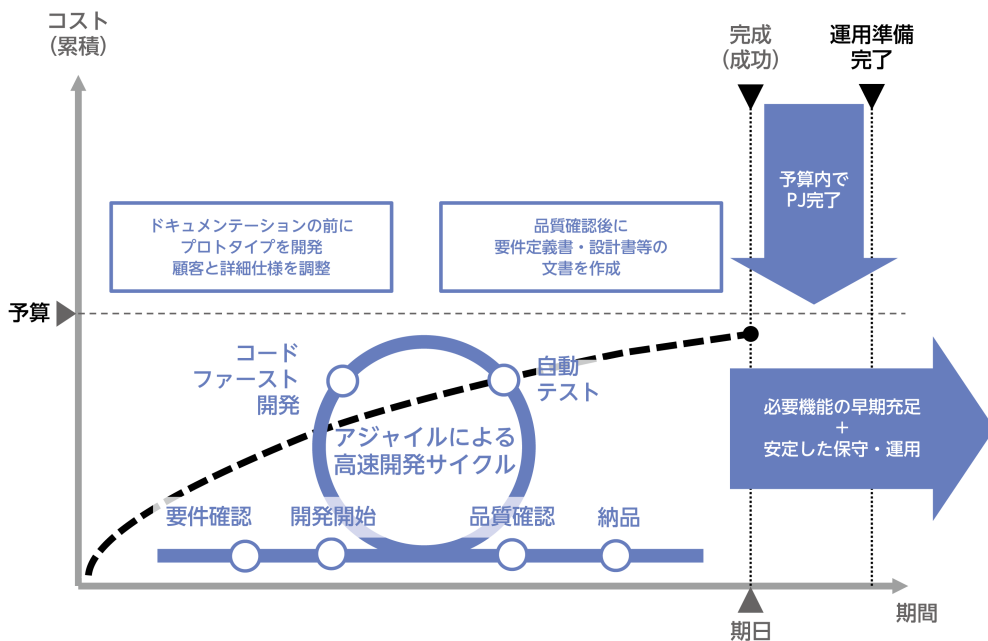 コスト
（累積）
完成
（成功）
運用準備
完了
予算内で
PJ完了
ドキュメンテーションの前に
プロトタイプを開発
顧客と詳細仕様を調整
品質確認後に
要件定義書・設計書等の
文書を作成
予算
コード
ファースト
開発
自動
テスト
アジャイルによる
高速開発サイクル
必要機能の早期充足
+
安定した保守・運用
要件確認
開発開始
品質確認
納品
期間
期日